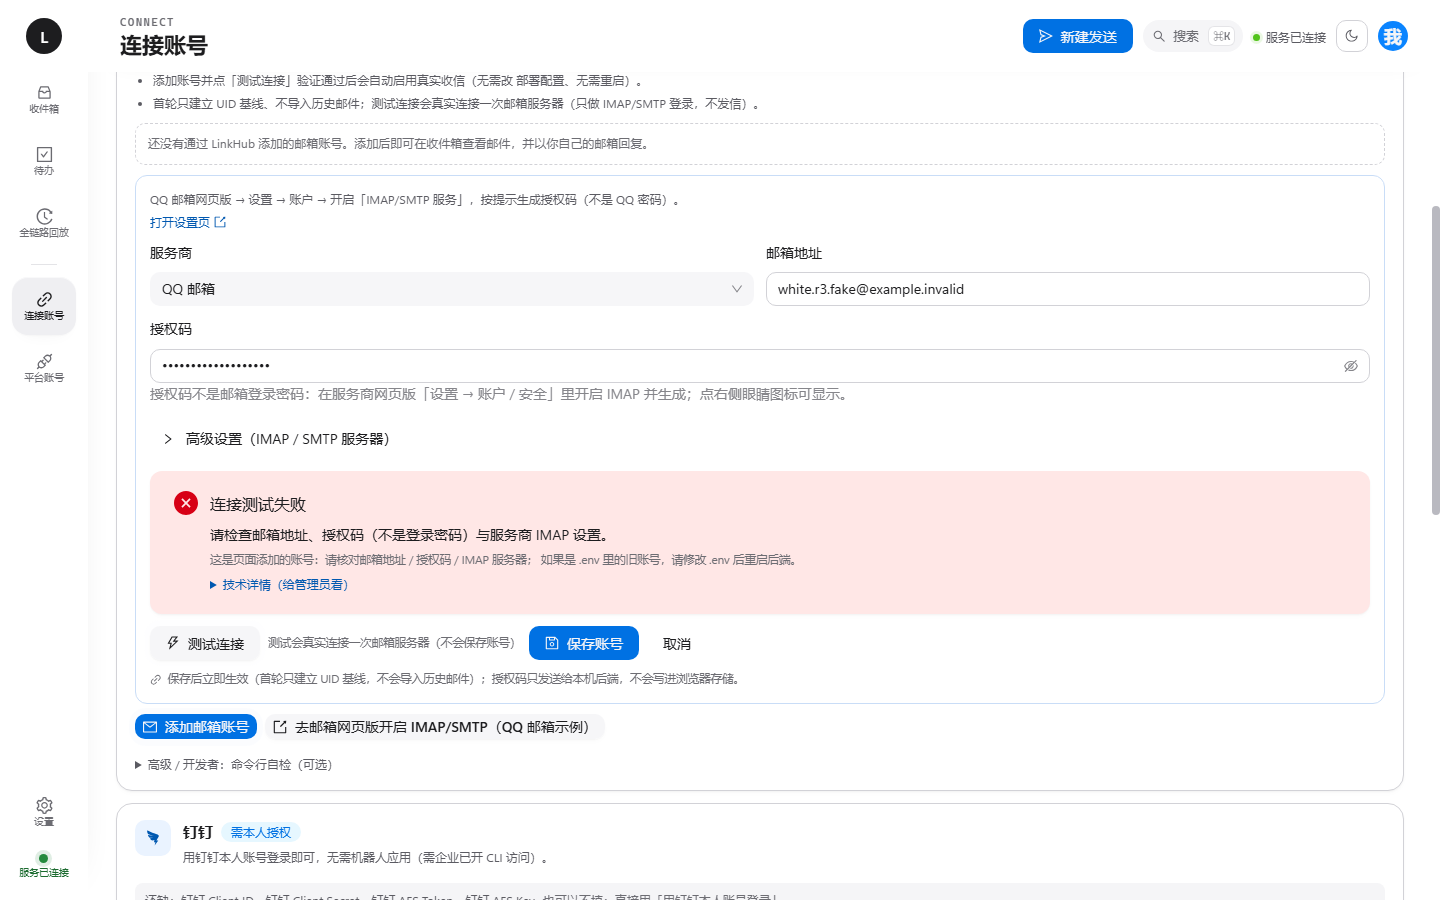 L
收件箱
待办
全链路回放
连接账号
平台账号
设置
服务已连接
CONNECT
连接账号
新建发送
搜索
⌘K
服务已连接
我
添加账号并点「测试连接」验证通过后会自动启用真实收信（无需改 部署配置、无需重启）。
首轮只建立 UID 基线、不导入历史邮件；测试连接会真实连接一次邮箱服务器（只做 IMAP/SMTP 登录，不发信）。
还没有通过 LinkHub 添加的邮箱账号。添加后即可在收件箱查看邮件，并以你自己的邮箱回复。
QQ 邮箱网页版 → 设置 → 账户 → 开启「IMAP/SMTP 服务」，按提示生成授权码（不是 QQ 密码）。
打开设置页
服务商
邮箱地址
QQ 邮箱
white.r3.fake@example.invalid
授权码
•••••••••••••••••••
授权码不是邮箱登录密码：在服务商网页版「设置 → 账户 / 安全」里开启 IMAP 并生成；点右侧眼睛图标可显示。
高级设置（IMAP / SMTP 服务器）
连接测试失败
请检查邮箱地址、授权码（不是登录密码）与服务商 IMAP 设置。
这是页面添加的账号：请核对邮箱地址 / 授权码 / IMAP 服务器； 如果是 .env 里的旧账号，请修改 .env 后重启后端。
技术详情（给管理员看）
测试连接
测试会真实连接一次邮箱服务器（不会保存账号）
保存账号
取消
保存后立即生效（首轮只建立 UID 基线，不会导入历史邮件）；授权码只发送给本机后端，不会写进浏览器存储。
添加邮箱账号
去邮箱网页版开启 IMAP/SMTP（QQ 邮箱示例）
高级 / 开发者：命令行自检（可选）
钉钉
需本人授权
用钉钉本人账号登录即可，无需机器人应用（需企业已开 CLI 访问）。
还缺：钉钉 Client ID、钉钉 Client Secret、钉钉 AES Token、钉钉 AES Key